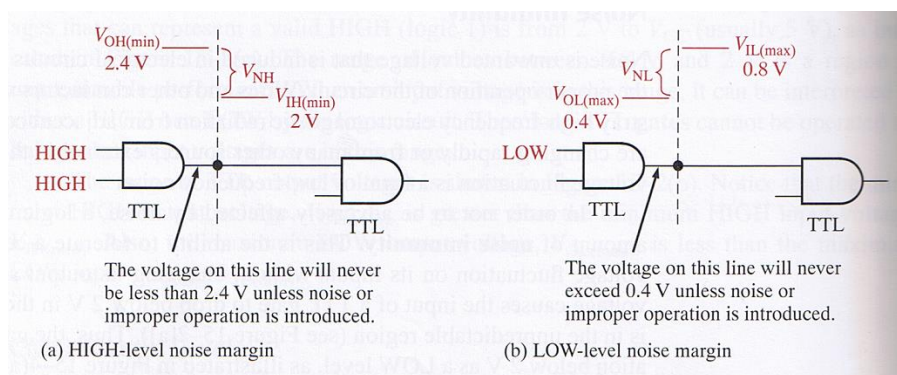 V_OH(min)
2.4 V
V_NH
V_IH(min)
2 V
HIGH
HIGH
TTL
TTL
The voltage on this line will never
be less than 2.4 V unless noise or
improper operation is introduced.
(a) HIGH-level noise margin
V_IL(max)
0.8 V
V_NL
V_OL(max)
0.4 V
LOW
TTL
TTL
The voltage on this line will never
exceed 0.4 V unless noise or
improper operation is introduced.
(b) LOW-level noise margin